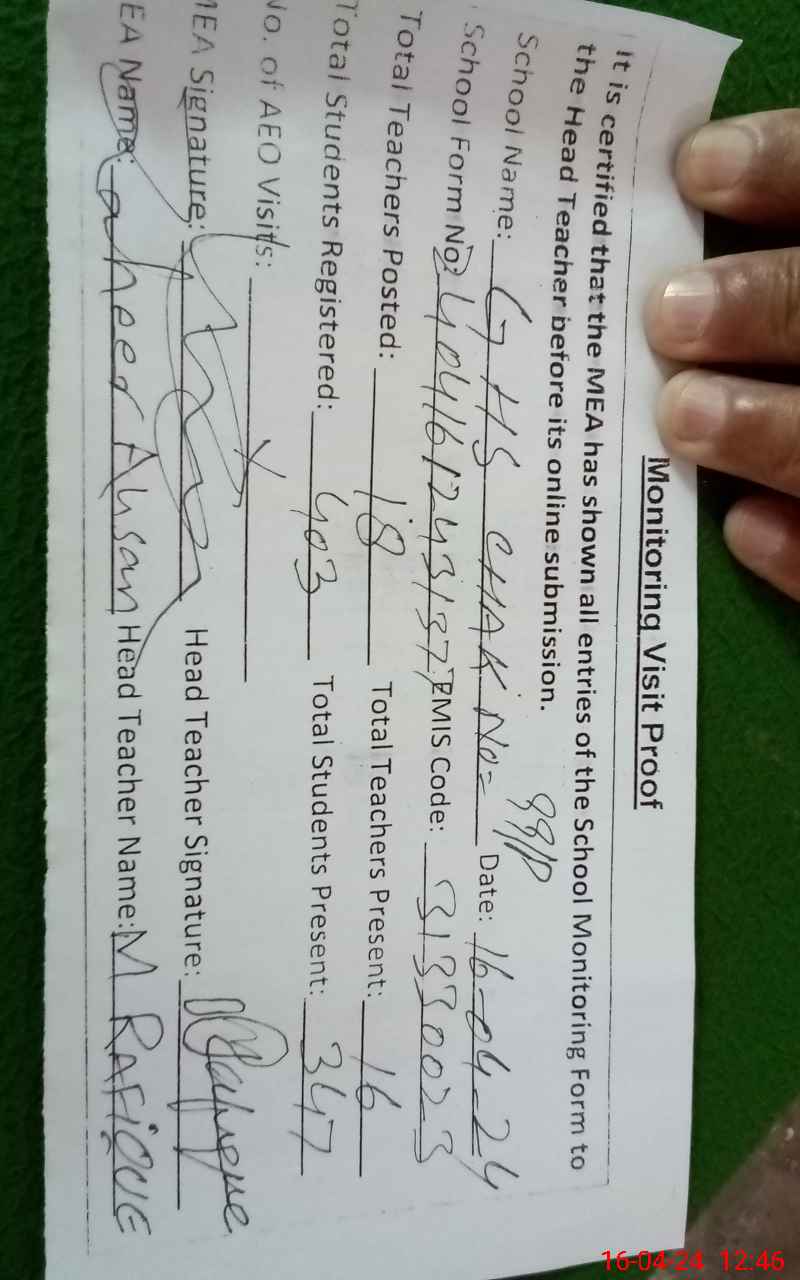 Monitoring Visit Proof
It is certified that the MEA has shown all entries of the School Monitoring Form to
the Head Teacher before its online submission.
School Name: GHS CHAK No= 99/P Date: 16-04-24
School Form No: EMIS Code: 31330023
Total Teachers Posted: 18 Total Teachers Present: 16
Total Students Registered: 403 Total Students Present: 347
No. of AEO Visits:
MEA Signature: Head Teacher Signature:
EA Name: Ahsan Head Teacher Name: M RAFIQUE
16-04-24 12:46